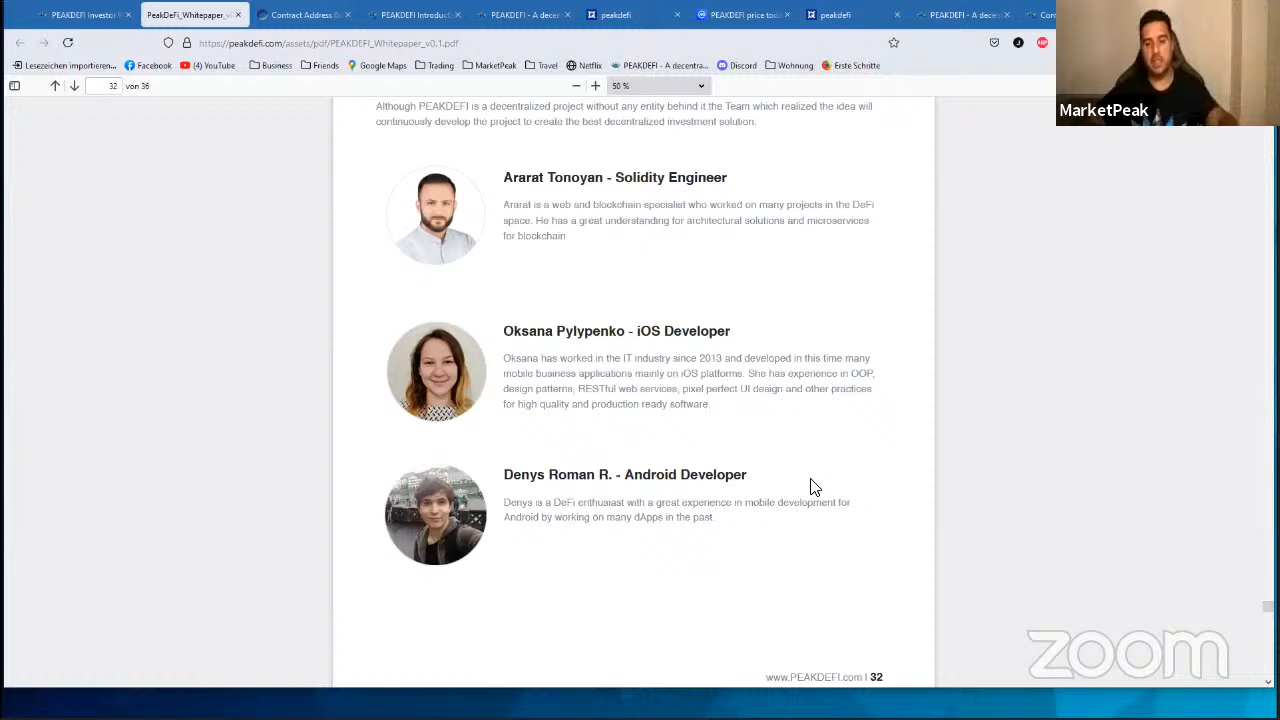 PEAKDEFI Investor:
PeakDeFi_Whitepaper_v
Contract Address 0
PEAKDEFI Introduct
PEAKDEFI - A decen
peakdefi
PEAKDEFI price toda
peakdefi
PEAKDEFI - A decen
https://peakdefi.com/assets/pdf/PEAKDEFI_Whitepaper_v0.1.pdf
Lesezeichen importieren... Facebook (4) YouTube Business Friends Google Maps Trading MarketPeak Travel Netflix PEAKDEFI - A decentra... Discord Wohnung Erste Schritte
32 von 36
50 %
MarketPeak
Although PEAKDEFI is a decentralized project without any entity behind it the Team which realized the idea will
continuously develop the project to create the best decentralized investment solution.
Ararat Tonoyan - Solidity Engineer
Ararat is a web and blockchain specialist who worked on many projects in the DeFi
space. He has a great understanding for architectural solutions and microservices
for blockchain
Oksana Pylypenko - iOS Developer
Oksana has worked in the IT industry since 2013 and developed in this time many
mobile business applications mainly on iOS platforms. She has experience in OOP,
design patterns, RESTful web services, pixel perfect UI design and other practices
for high quality and production ready software.
Denys Roman R. - Android Developer
Denys is a DeFi enthusiast with a great experience in mobile development for
Android by working on many dApps in the past.
www.PEAKDEFI.com | 32
zoom